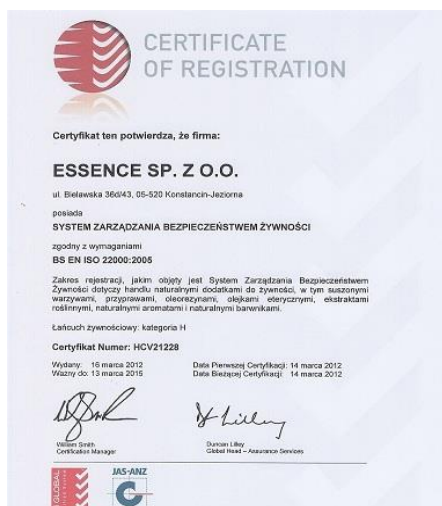 CERTIFICATE
OF REGISTRATION
Certyfikat ten potwierdza, że firma:
ESSENCE SP. Z O.O.
ul. Bielawska 36d/43, 05-520 Konstancin-Jeziorna
posiada
SYSTEM ZARZĄDZANIA BEZPIECZEŃSTWEM ŻYWNOŚCI
zgodny z wymaganiami
BS EN ISO 22000:2005
Zakres rejestracji, jakim objęty jest System Zarządzania Bezpieczeństwem
Żywności dotyczy handlu naturalnymi dodatkami do żywności, w tym suszonymi
warzywami, przyprawami, oleorezynami, olejkami eterycznymi, ekstraktami
roślinnymi, naturalnymi aromatami i naturalnymi barwnikami.
Łańcuch żywnościowy: kategoria H
Certyfikat Numer: HCV21228
Wydany: 16 marca 2012 Data Pierwszej Certyfikacji: 14 marca 2012
Ważny do: 13 marca 2015 Data Bieżącej Certyfikacji: 14 marca 2012
William Smith Duncan Lilley
Certification Manager Global Head – Assurance Services
GLOBAL
JAS-ANZ